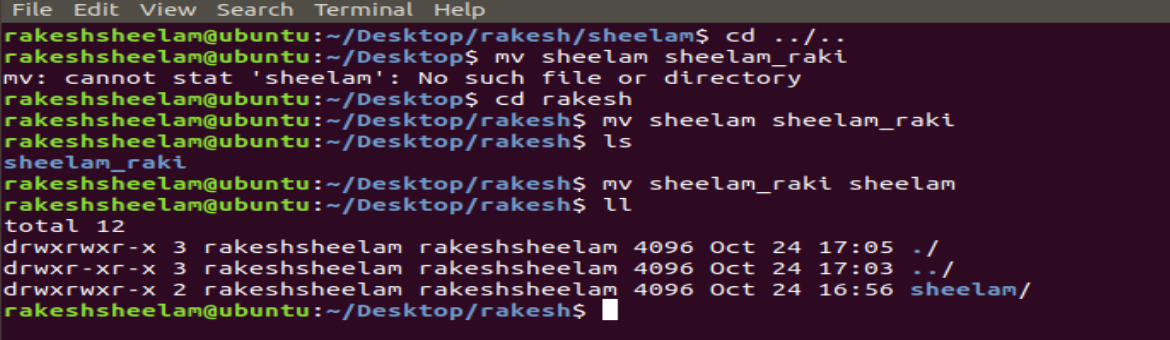 File Edit View Search Terminal Help
rakeshsheelam@ubuntu:~/Desktop/rakesh/sheelam$ cd ../..
rakeshsheelam@ubuntu:~/Desktop$ mv sheelam sheelam_raki
mv: cannot stat 'sheelam': No such file or directory
rakeshsheelam@ubuntu:~/Desktop$ cd rakesh
rakeshsheelam@ubuntu:~/Desktop/rakesh$ mv sheelam sheelam_raki
rakeshsheelam@ubuntu:~/Desktop/rakesh$ ls
sheelam_raki
rakeshsheelam@ubuntu:~/Desktop/rakesh$ mv sheelam_raki sheelam
rakeshsheelam@ubuntu:~/Desktop/rakesh$ ll
total 12
drwxrwxr-x 3 rakeshsheelam rakeshsheelam 4096 Oct 24 17:05 ./
drwxr-xr-x 3 rakeshsheelam rakeshsheelam 4096 Oct 24 17:03 ../
drwxrwxr-x 2 rakeshsheelam rakeshsheelam 4096 Oct 24 16:56 sheelam/
rakeshsheelam@ubuntu:~/Desktop/rakesh$